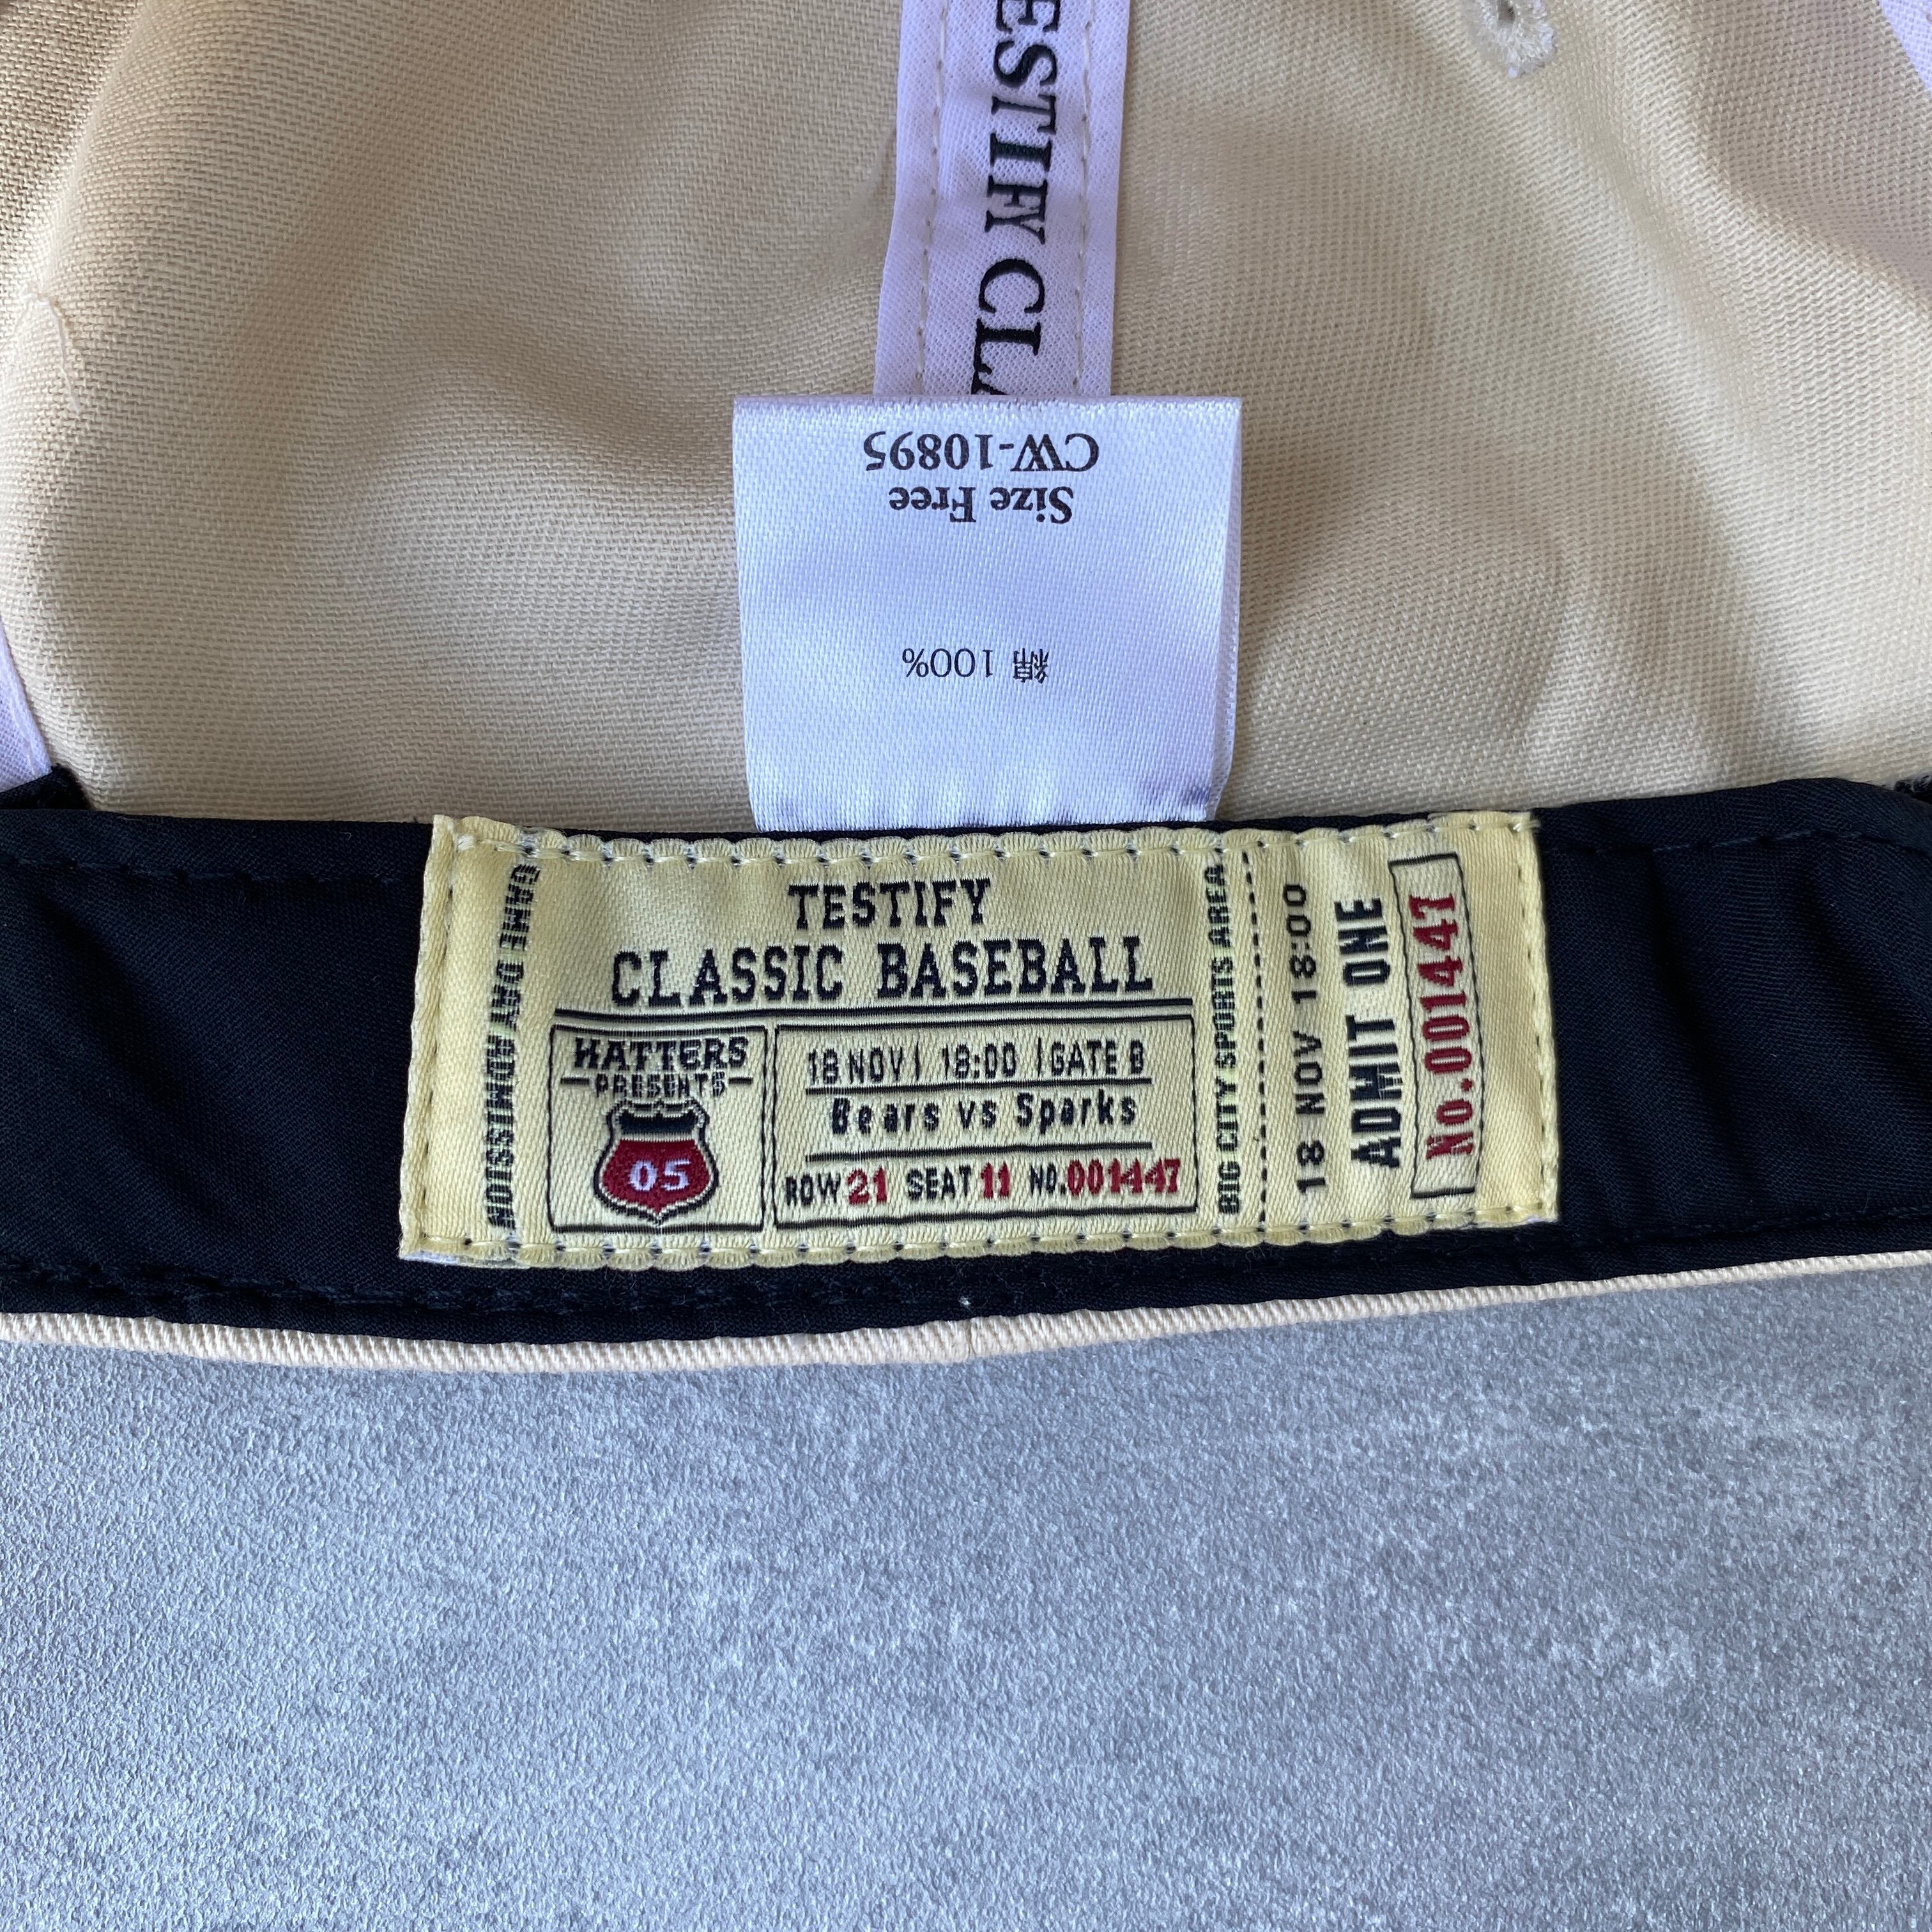 ESTIFY CLA
CW-10895
Size Free
綿 100%
GAME DAY ADMISSION
TESTIFY
CLASSIC BASEBALL
HATTERS
PRESENTS
05
18 NOV | 18:00 | GATE B
Bears vs Sparks
ROW 21 SEAT 11 NO.001447
BIG CITY SPORTS AREA
18 NOV 18:00
ADMIT ONE
No.001447